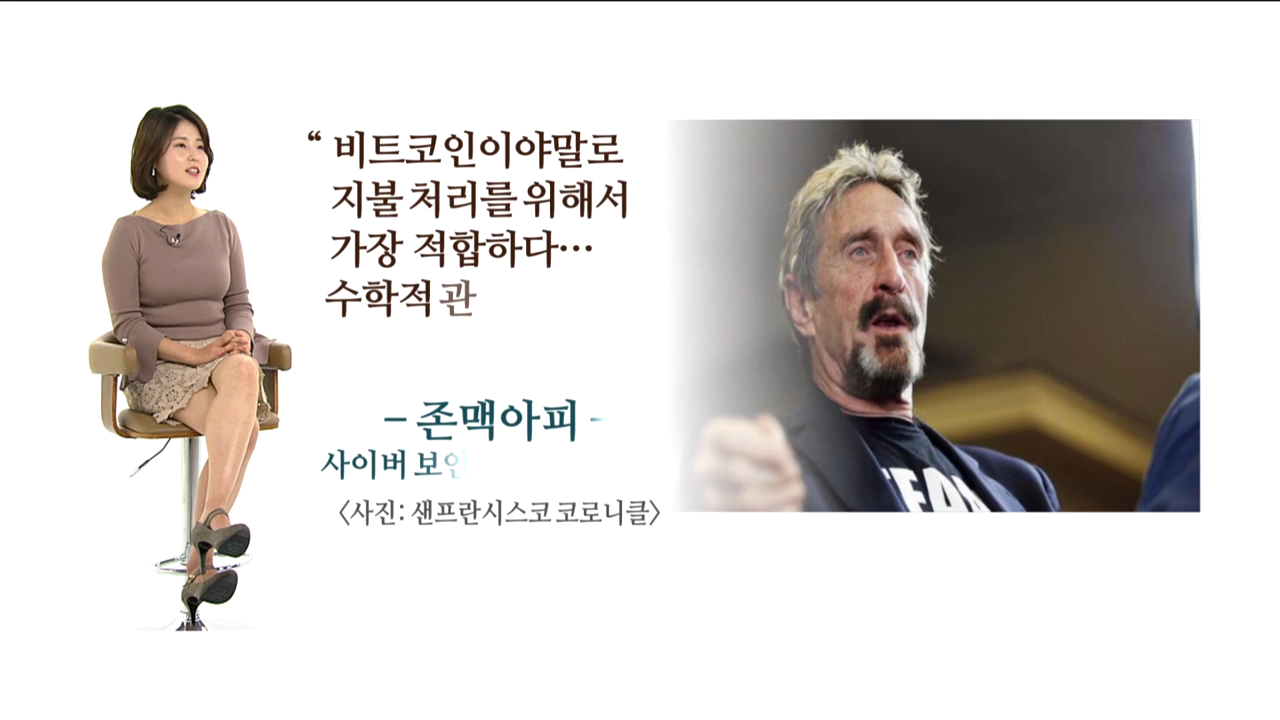 “ 비트코인이야말로
지불 처리를 위해서
가장 적합하다…
수학적 관
– 존맥아피 -
사이버 보안
〈사진: 샌프란시스코 코로니클〉
TEAM